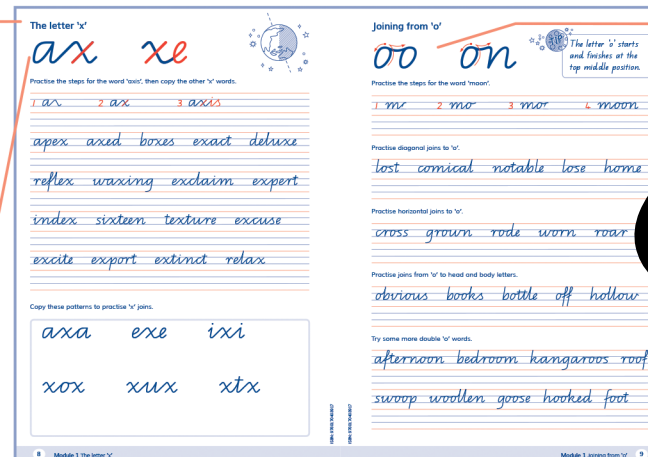 The letter 'x'
ax xe
Practise the steps for the word 'axis', then copy the other 'x' words.
1 a\ 2 ax 3 axis
apex axed boxes exact deluxe
reflex waxing exclaim expert
index sixteen texture excuse
excite export extinct relax
Copy these patterns to practise 'x' joins.
axa exe ixi
xox xux xtx
8 Module 1 The letter 'x'
Joining from 'o'
oo on
The letter 'o' starts
and finishes at the
top middle position.
Practise the steps for the word 'moon'.
1 m 2 mo 3 moo 4 moon
Practise diagonal joins to 'o'.
lost comical notable lose home
Practise horizontal joins to 'o'.
cross grown rode worn roar
Practise joins from 'o' to head and body letters.
obvious books bottle off hollow
Try some more double 'o' words.
afternoon bedroom kangaroos roof
swoop woollen goose hooked foot
Module 1 Joining from 'o' 9